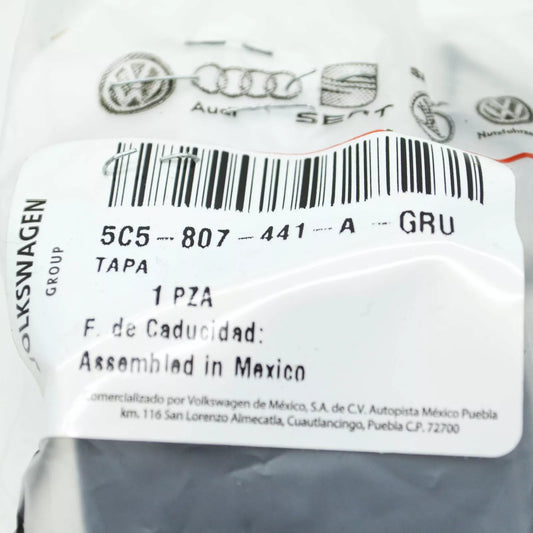 Audi
SEAT
Nutzfahrze
VOLKSWAGEN
GROUP
5C5-807-441-A-GRU
TAPA
1 PZA
F. de Caducidad:
Assembled in Mexico
Comercializado por Volkswagen de México, S.A. de C.V. Autopista México Puebla
km. 116 San Lorenzo Almecatla, Cuautlancingo, Puebla C.P. 72700